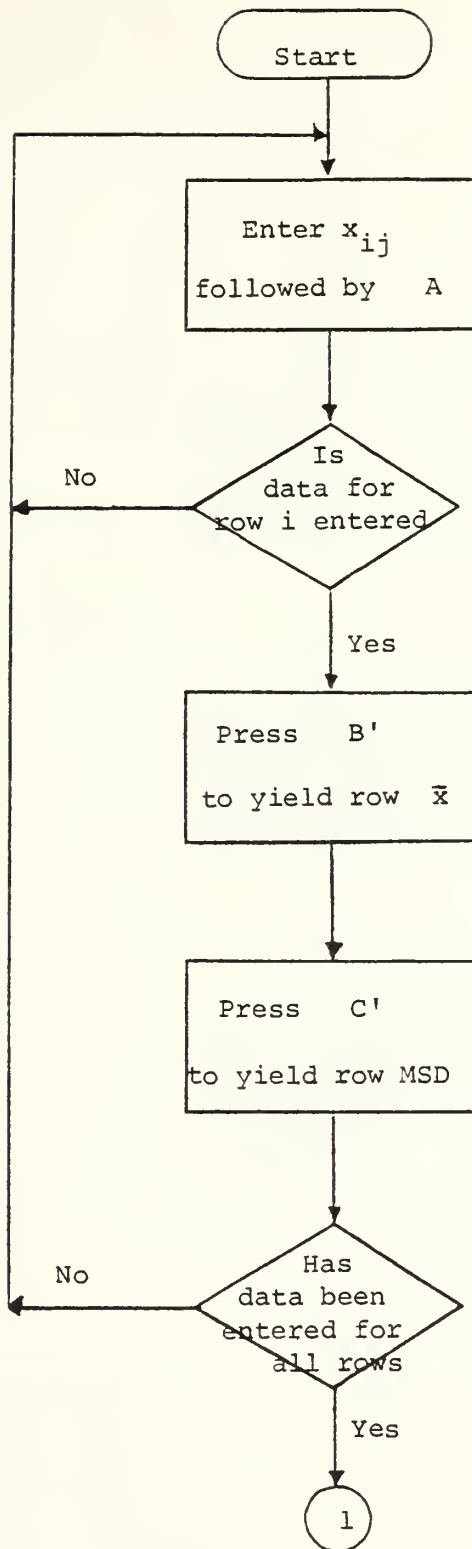 Start
Enter x_ij
followed by A
Is
data for
row i entered
No
Yes
Press B'
to yield row x̄
Press C'
to yield row MSD
Has
data been
entered for
all rows
No
Yes
1